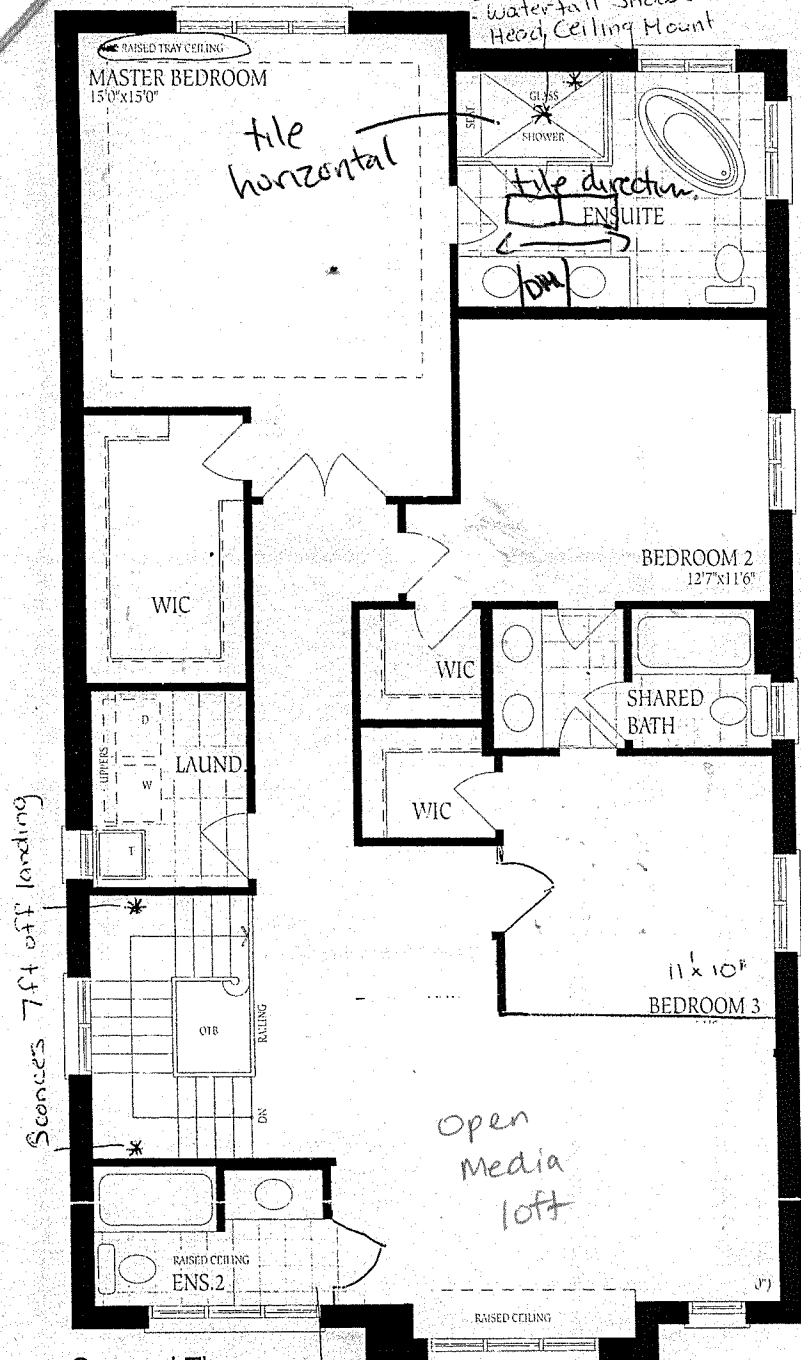 Waterfall Shower
Head Ceiling Mount
RAISED TRAY CEILING
MASTER BEDROOM
15'0"x15'0"
tile
horizontal
SEAT
GLASS
SHOWER
tile direction.
ENSUITE
DM
BEDROOM 2
12'7"x11'6"
WIC
WIC
SHARED
BATH
UPPERS
D
W
T
LAUND.
WIC
Sconces 7ft off landing
11' x 10'
BEDROOM 3
OTB
RAILING
DN
Open
Media
loft
RAISED CEILING
ENS.2
RAISED CEILING